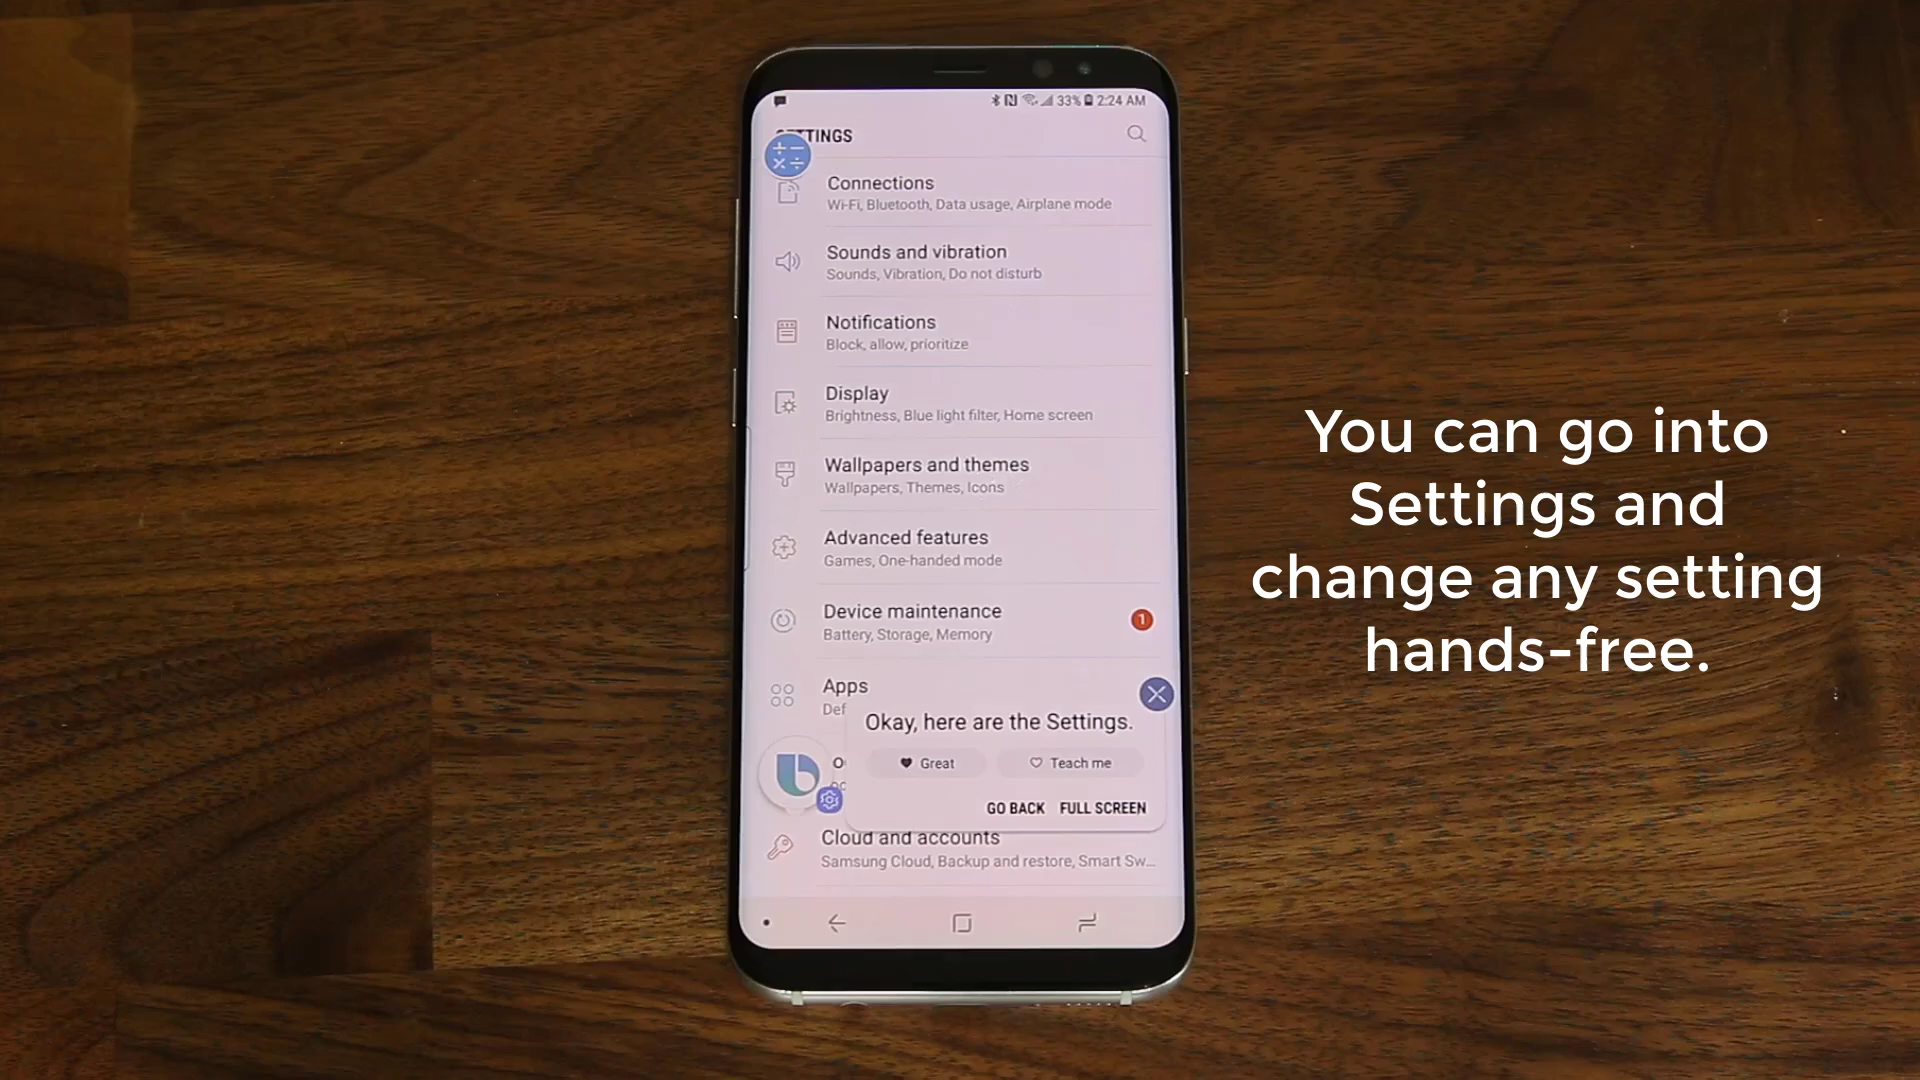 33% 2:24 AM
TTINGS
Connections
Wi-Fi, Bluetooth, Data usage, Airplane mode
Sounds and vibration
Sounds, Vibration, Do not disturb
Notifications
Block, allow, prioritize
Display
Brightness, Blue light filter, Home screen
Wallpapers and themes
Wallpapers, Themes, Icons
Advanced features
Games, One-handed mode
Device maintenance
1
Battery, Storage, Memory
Apps
Def
Okay, here are the Settings.
Great
Teach me
GO BACK FULL SCREEN
Cloud and accounts
Samsung Cloud, Backup and restore, Smart Sw...
You can go into
Settings and
change any setting
hands-free.